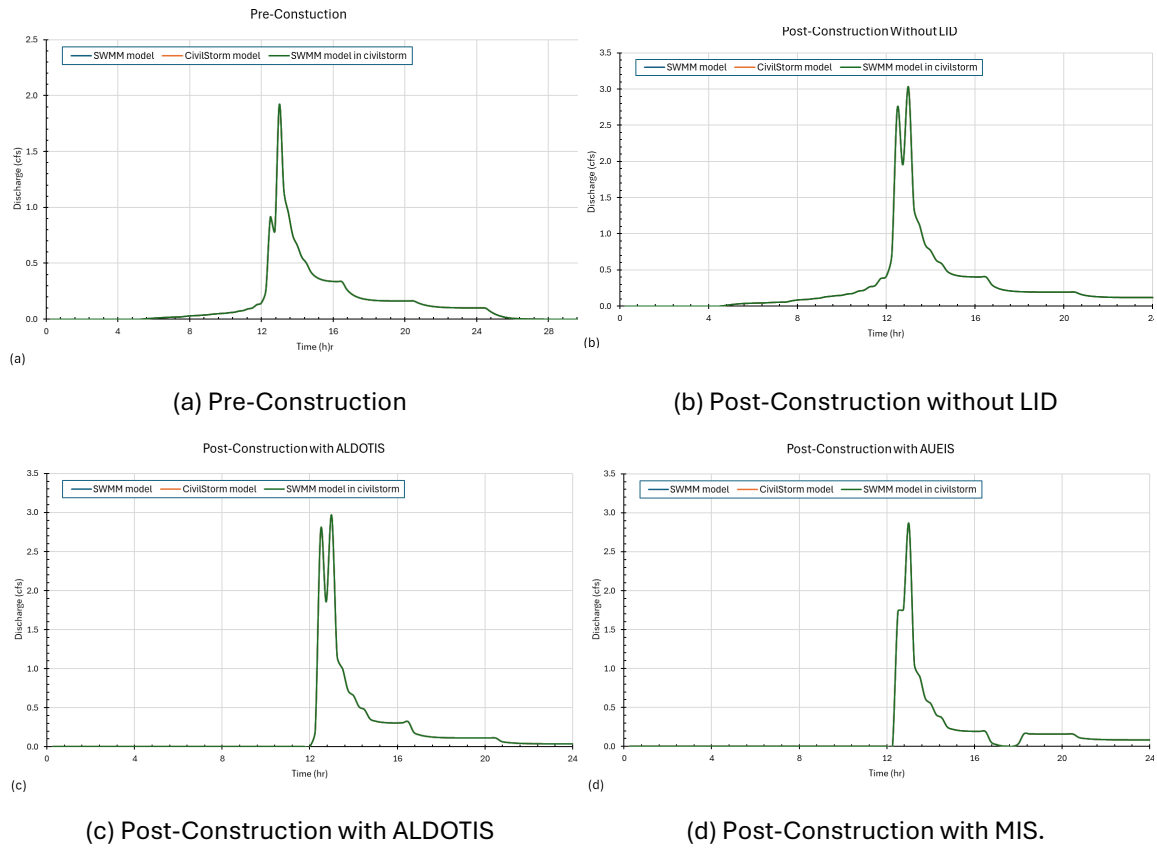 Pre-Constuction
2.5
2.0
1.5
1.0
0.5
0.0
SWMM model CivilStorm model SWMM model in civilstorm
Discharge (cfs)
0 4 8 12 16 20 24 28
Time (h)r
(a)
(a) Pre-Construction
Post-Construction Without LID
3.5
3.0
2.5
2.0
1.5
1.0
0.5
0.0
SWMM model CivilStorm model SWMM model in civilstorm
Discharge (cfs)
0 4 8 12 16 20 24
Time (hr)
(b)
(b) Post-Construction without LID
Post-Construction with ALDOTIS
3.5
3.0
2.5
2.0
1.5
1.0
0.5
0.0
SWMM model CivilStorm model SWMM model in civilstorm
Discharge (cfs)
0 4 8 12 16 20 24
Time (hr)
(c)
(c) Post-Construction with ALDOTIS
Post-Construction with AUEIS
3.5
3.0
2.5
2.0
1.5
1.0
0.5
0.0
SWMM model CivilStorm model SWMM model in civilstorm
Discharge (cfs)
0 4 8 12 16 20 24
Time (hr)
(d)
(d) Post-Construction with MIS.